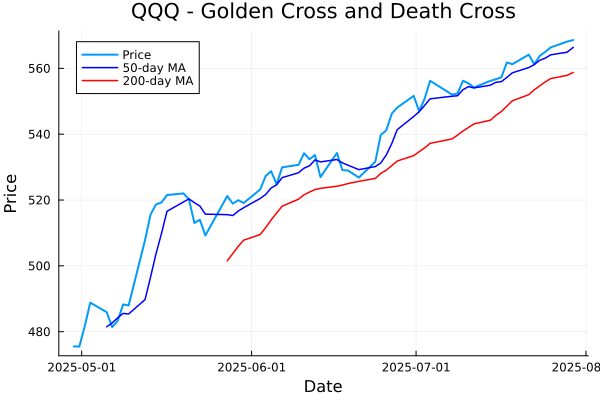 QQQ - Golden Cross and Death Cross
Price
50-day MA
200-day MA
560
540
520
500
480
Price
2025-05-01
2025-06-01
2025-07-01
2025-08
Date